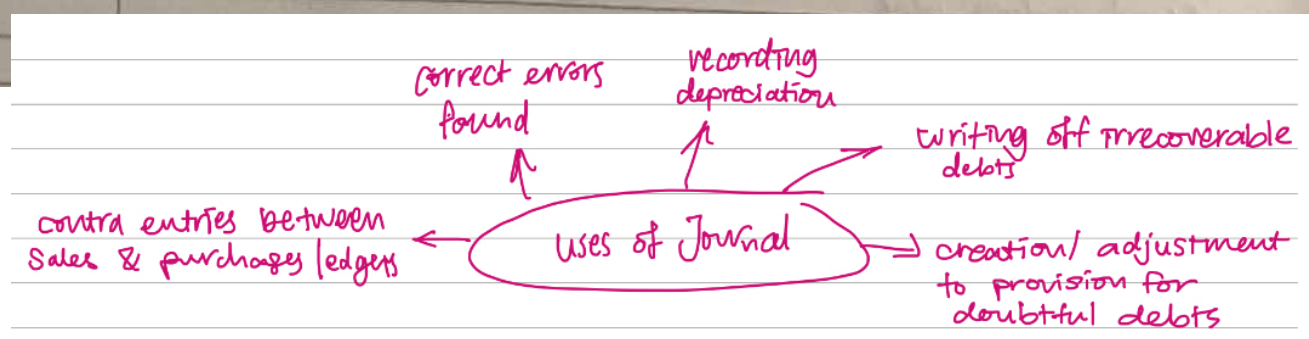 correct errors
found
recording
depreciation
writing off irrecoverable
debts
contra entries between
Sales & purchases ledgers
uses of Journal
creation/ adjustment
to provision for
doubtful debts